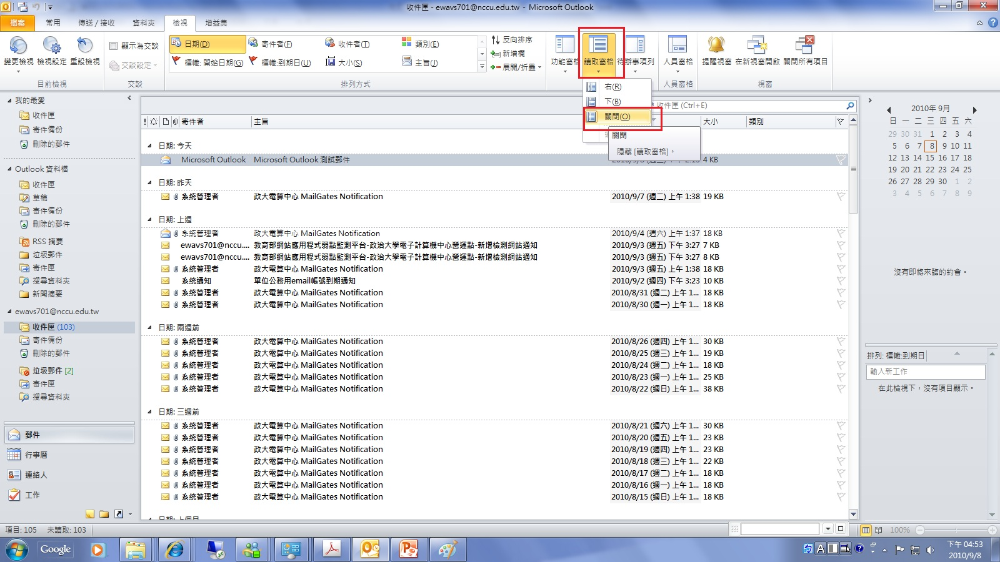 收件匣 - ewavs701@nccu.edu.tw - Microsoft Outlook
檔案 常用 傳送 / 接收 資料夾 檢視 增益集
變更檢視 檢視設定 重設檢視
目前檢視
顯示為交談
交談設定
交談
日期(D) 寄件者(F) 收件者(T) 類別(E)
標幟: 開始日期(G) 標幟:到期日(U) 大小(S) 主旨(J)
反向排序
新增欄
展開/折疊
排列方式
功能窗格 讀取窗格 待辦事項列
人員窗格
人員窗格
提醒視窗 在新視窗開啟 關閉所有項目
視窗
右(R)
下(B)
關閉(O)
關閉
隱藏 [讀取窗格]。
收件匣 (Ctrl+E)
我的最愛
收件匣
寄件備份
刪除的郵件
Outlook 資料檔
收件匣
草稿
寄件備份
刪除的郵件
RSS 摘要
垃圾郵件
寄件匣
搜尋資料夾
新聞摘要
ewavs701@nccu.edu.tw
收件匣 (103)
寄件備份
刪除的郵件
垃圾郵件 [2]
寄件匣
搜尋資料夾
郵件
行事曆
連絡人
工作
寄件者 主旨 大小 類別
日期: 今天
Microsoft Outlook Microsoft Outlook 測試郵件 4 KB
日期: 昨天
系統管理者 政大電算中心 MailGates Notification 2010/9/7 (週二) 上午 1:38 19 KB
日期: 上週
系統管理者 政大電算中心 MailGates Notification 2010/9/4 (週六) 上午 1:37 18 KB
ewavs701@nccu.... 教育部網站應用程式弱點監測平台-政治大學電子計算機中心營運點-新增檢測網站通知 2010/9/3 (週五) 下午 3:27 7 KB
ewavs701@nccu.... 教育部網站應用程式弱點監測平台-政治大學電子計算機中心營運點-新增檢測網站通知 2010/9/3 (週五) 下午 3:27 8 KB
系統管理者 政大電算中心 MailGates Notification 2010/9/3 (週五) 上午 1:38 18 KB
系統通知 單位公務用email帳號到期通知 2010/9/2 (週四) 下午 3:23 10 KB
系統管理者 政大電算中心 MailGates Notification 2010/8/31 (週二) 上午 1... 18 KB
系統管理者 政大電算中心 MailGates Notification 2010/8/30 (週一) 上午 1... 18 KB
日期: 兩週前
系統管理者 政大電算中心 MailGates Notification 2010/8/26 (週四) 上午 1... 30 KB
系統管理者 政大電算中心 MailGates Notification 2010/8/25 (週三) 上午 1... 19 KB
系統管理者 政大電算中心 MailGates Notification 2010/8/24 (週二) 上午 1... 18 KB
系統管理者 政大電算中心 MailGates Notification 2010/8/23 (週一) 上午 1... 25 KB
系統管理者 政大電算中心 MailGates Notification 2010/8/22 (週日) 上午 1... 38 KB
日期: 三週前
系統管理者 政大電算中心 MailGates Notification 2010/8/21 (週六) 上午 1... 30 KB
系統管理者 政大電算中心 MailGates Notification 2010/8/20 (週五) 上午 1... 23 KB
系統管理者 政大電算中心 MailGates Notification 2010/8/19 (週四) 上午 1... 23 KB
系統管理者 政大電算中心 MailGates Notification 2010/8/18 (週三) 上午 1... 22 KB
系統管理者 政大電算中心 MailGates Notification 2010/8/17 (週二) 上午 1... 18 KB
系統管理者 政大電算中心 MailGates Notification 2010/8/16 (週一) 上午 1... 18 KB
系統管理者 政大電算中心 MailGates Notification 2010/8/15 (週日) 上午 1... 18 KB
日期: 上個月
2010年 9月
日 一 二 三 四 五 六
29 30 31 1 2 3 4
5 6 7 8 9 10 11
12 13 14 15 16 17 18
19 20 21 22 23 24 25
26 27 28 29 30 1 2
3 4 5 6 7 8 9
沒有即將來臨的約會。
排列: 標幟:到期日
輸入新工作
在此檢視下，沒有項目顯示。
項目: 105 未讀取: 103
100%
Google
下午 04:53
2010/9/8